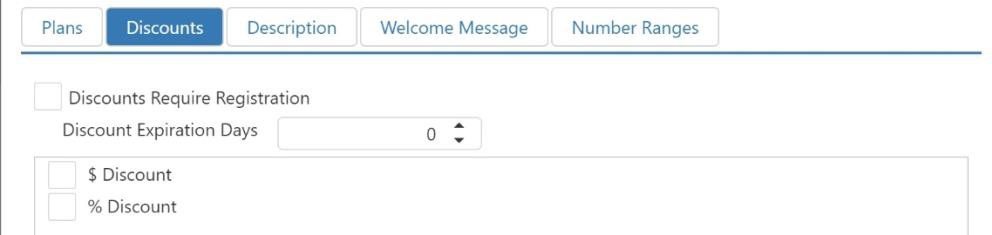 Plans Discounts Description Welcome Message Number Ranges
Discounts Require Registration
Discount Expiration Days 0
$ Discount
% Discount